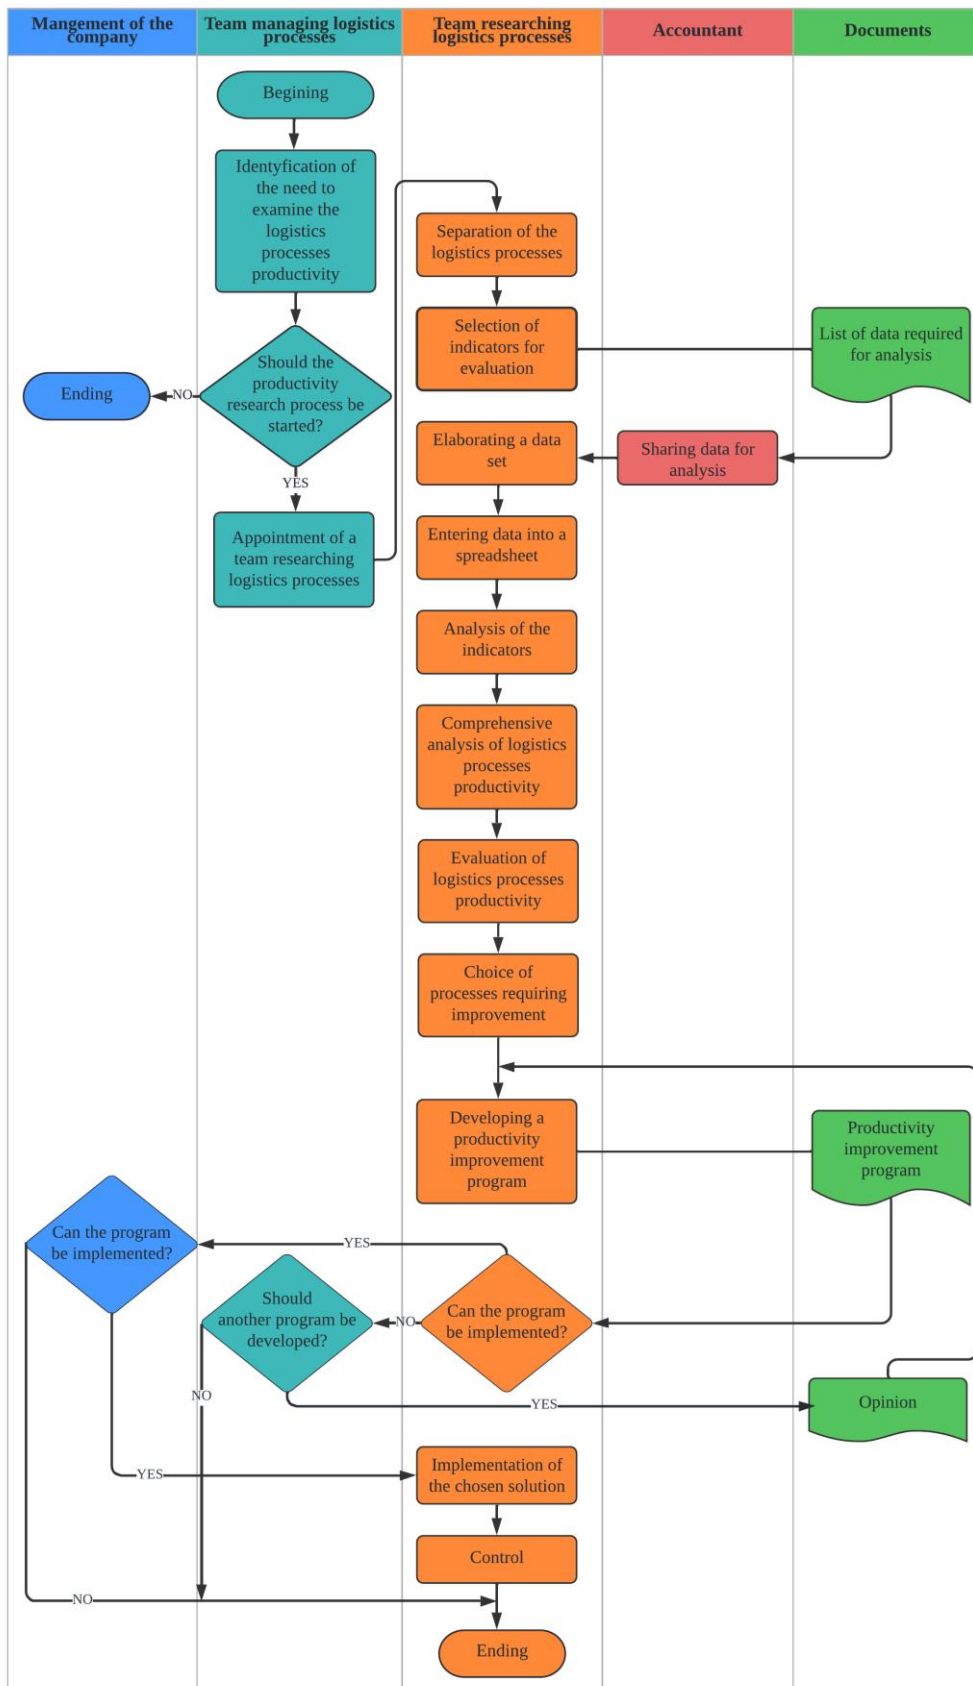 Mangement of the
company
Team managing logistics
processes
Team researching
logistics processes
Accountant
Documents
Begining
Identyfication of
the need to
examine the
logistics
processes
productivity
Separation of the
logistics processes
Selection of
indicators for
evaluation
List of data required
for analysis
Should the
productivity
research process be
started?
NO
Ending
YES
Appointment of a
team researching
logistics processes
Sharing data for
analysis
Elaborating a data
set
Entering data into a
spreadsheet
Analysis of the
indicators
Comprehensive
analysis of logistics
processes
productivity
Evaluation of
logistics processes
productivity
Choice of
processes requiring
improvement
Developing a
productivity
improvement
program
Productivity
improvement
program
Can the program
be implemented?
YES
Should
another program be
developed?
NO
Can the program
be implemented?
NO
YES
Opinion
YES
Implementation of
the chosen solution
Control
NO
Ending